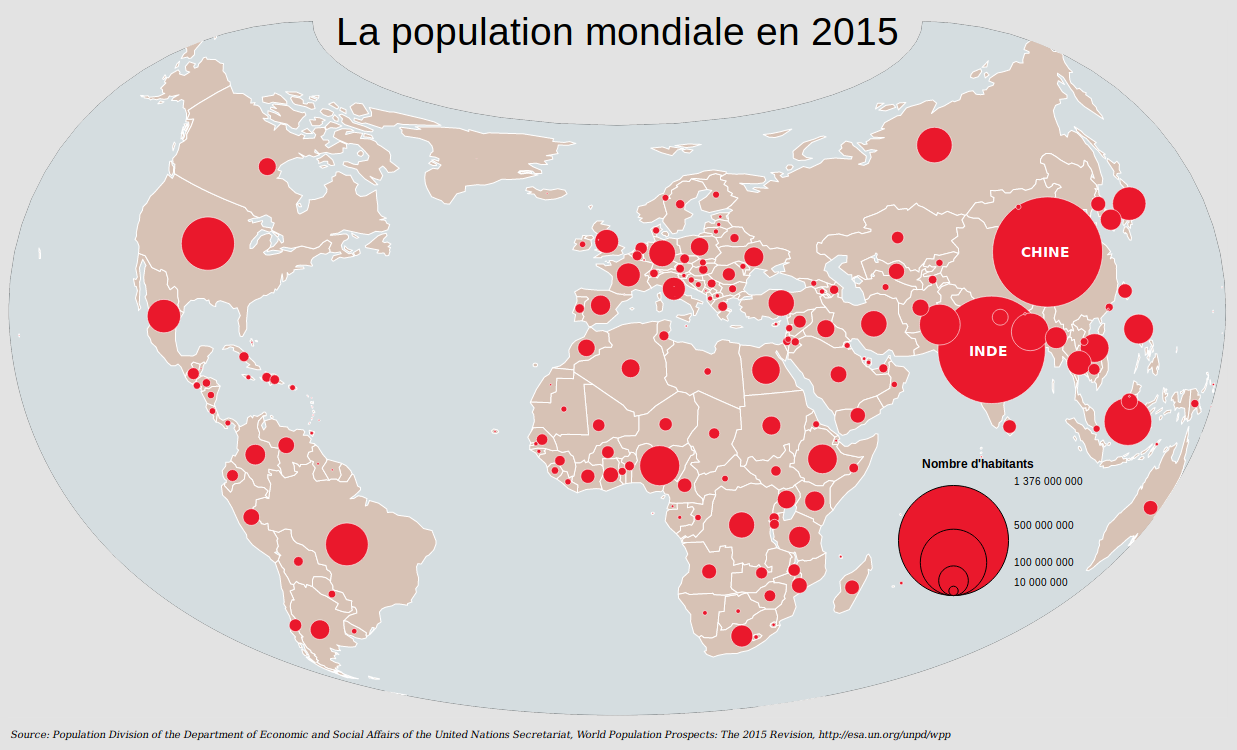 La population mondiale en 2015
CHINE
INDE
Nombre d'habitants
1 376 000 000
500 000 000
100 000 000
10 000 000
Source: Population Division of the Department of Economic and Social Affairs of the United Nations Secretariat, World Population Prospects: The 2015 Revision, http://esa.un.org/unpd/wpp